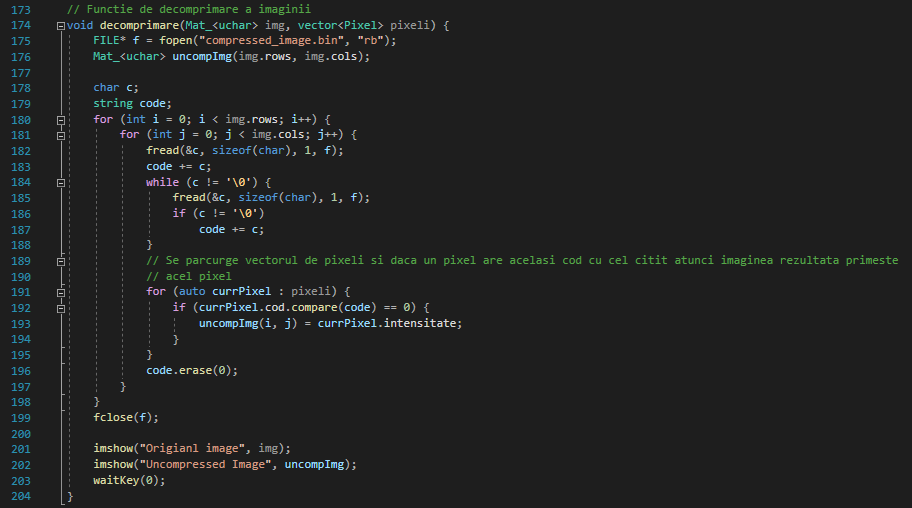 173 // Functie de decomprimare a imaginii
174 void decomprimare(Mat_<uchar> img, vector<Pixel> pixeli) {
175 FILE* f = fopen("compressed_image.bin", "rb");
176 Mat_<uchar> uncompImg(img.rows, img.cols);
177
178 char c;
179 string code;
180 for (int i = 0; i < img.rows; i++) {
181 for (int j = 0; j < img.cols; j++) {
182 fread(&c, sizeof(char), 1, f);
183 code += c;
184 while (c != '\0') {
185 fread(&c, sizeof(char), 1, f);
186 if (c != '\0')
187 code += c;
188 }
189 // Se parcurge vectorul de pixeli si daca un pixel are acelasi cod cu cel citit atunci imaginea rezultata primeste
190 // acel pixel
191 for (auto currPixel : pixeli) {
192 if (currPixel.cod.compare(code) == 0) {
193 uncompImg(i, j) = currPixel.intensitate;
194 }
195 }
196 code.erase(0);
197 }
198 }
199 fclose(f);
200
201 imshow("Origianl image", img);
202 imshow("Uncompressed Image", uncompImg);
203 waitKey(0);
204 }